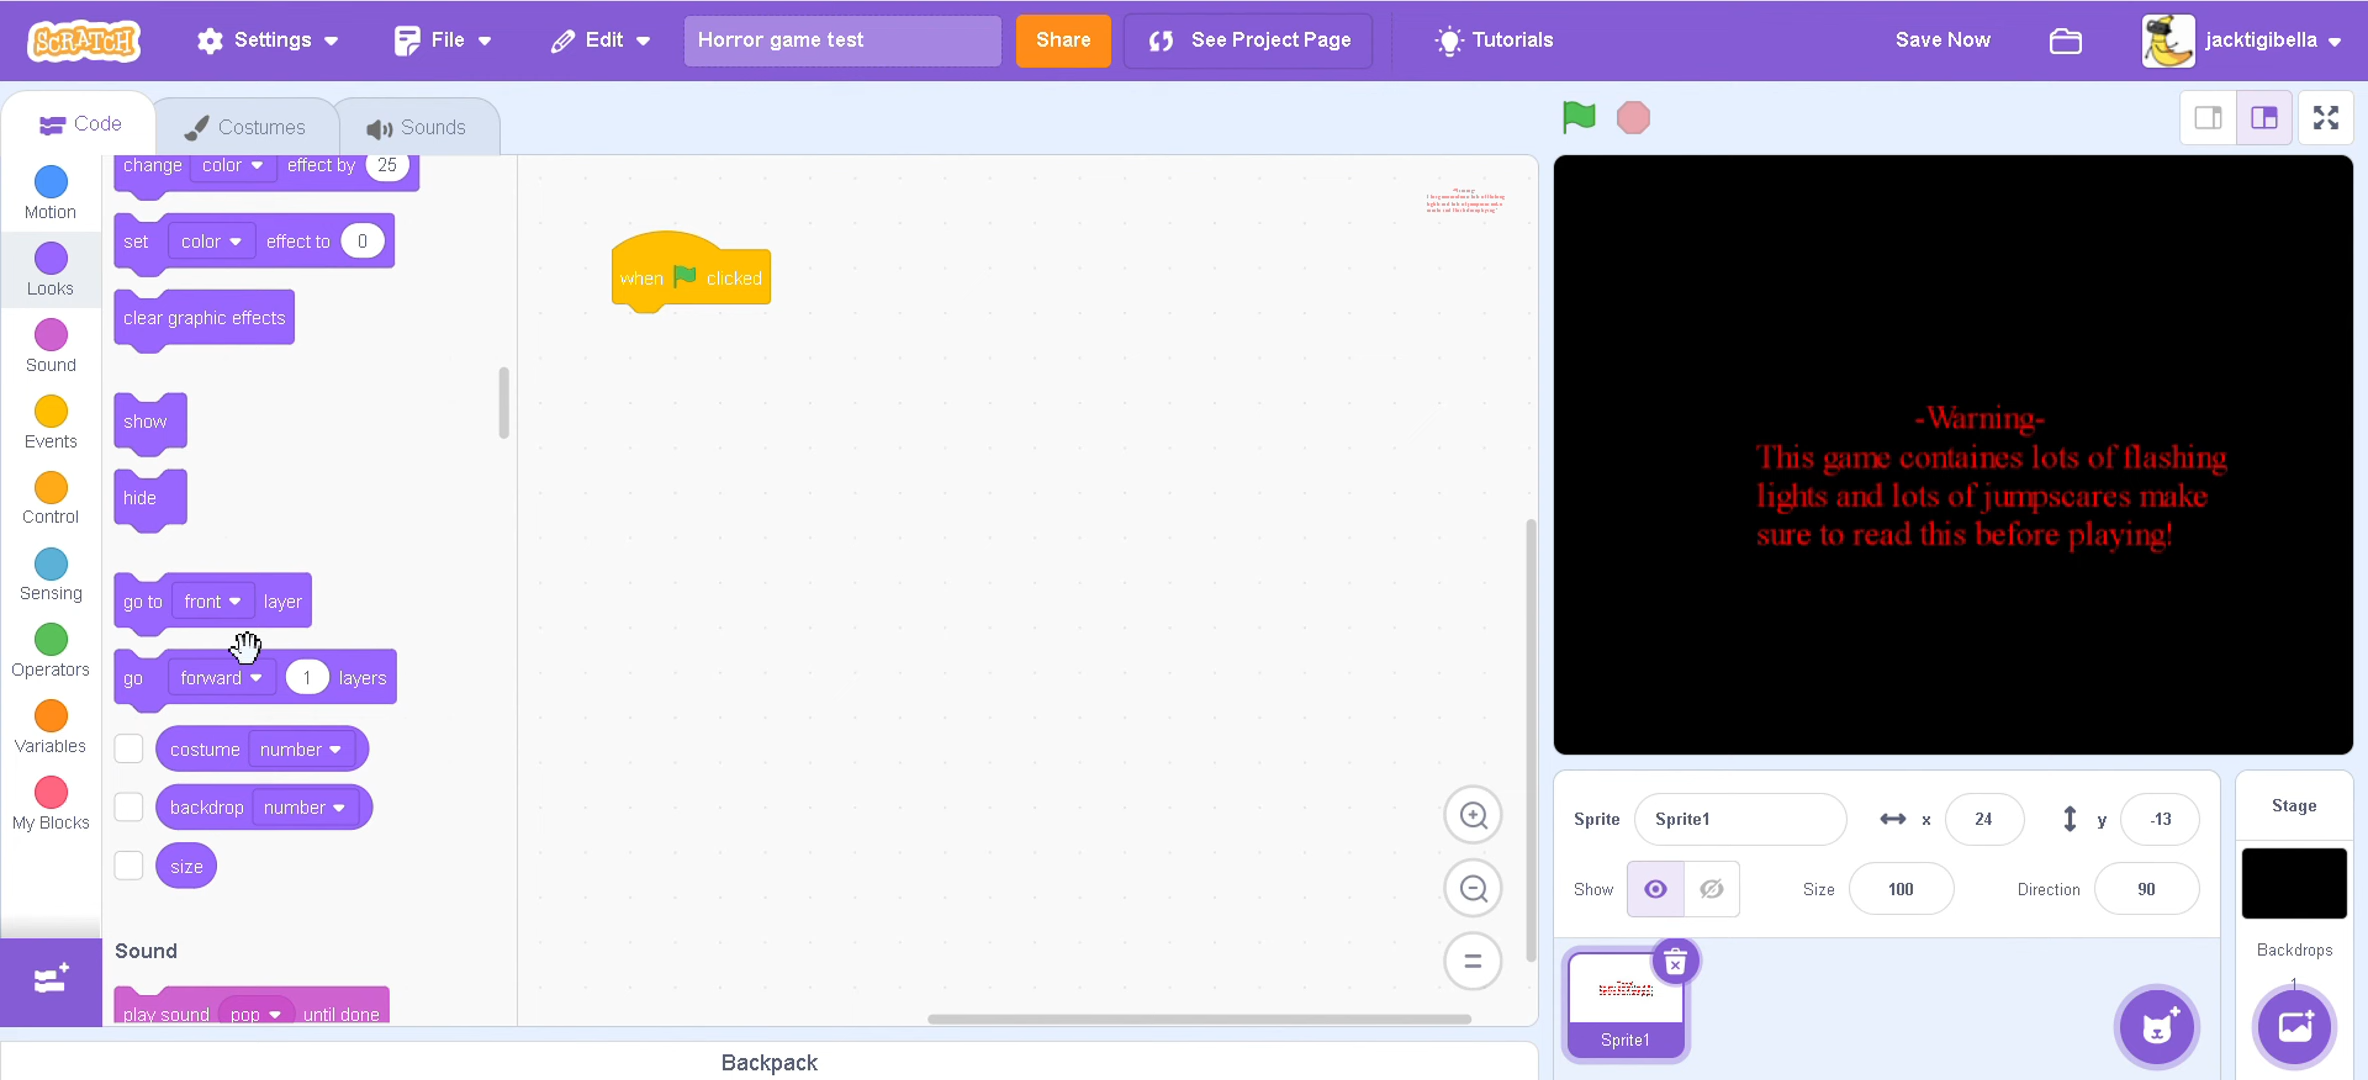 SCRATCH Settings File Edit Horror game test Share See Project Page Tutorials Save Now jacktigibella
Code Costumes Sounds
Motion
Looks
Sound
Events
Control
Sensing
Operators
Variables
My Blocks
change color effect by 25
set color effect to 0
clear graphic effects
show
hide
go to front layer
go forward 1 layers
costume number
backdrop number
size
Sound
play sound pop until done
when clicked
Backpack
-Warning-
This game containes lots of flashing
lights and lots of jumpscares make
sure to read this before playing!
Sprite Sprite1 x 24 y -13
Show Size 100 Direction 90
Sprite1
Stage
Backdrops
1